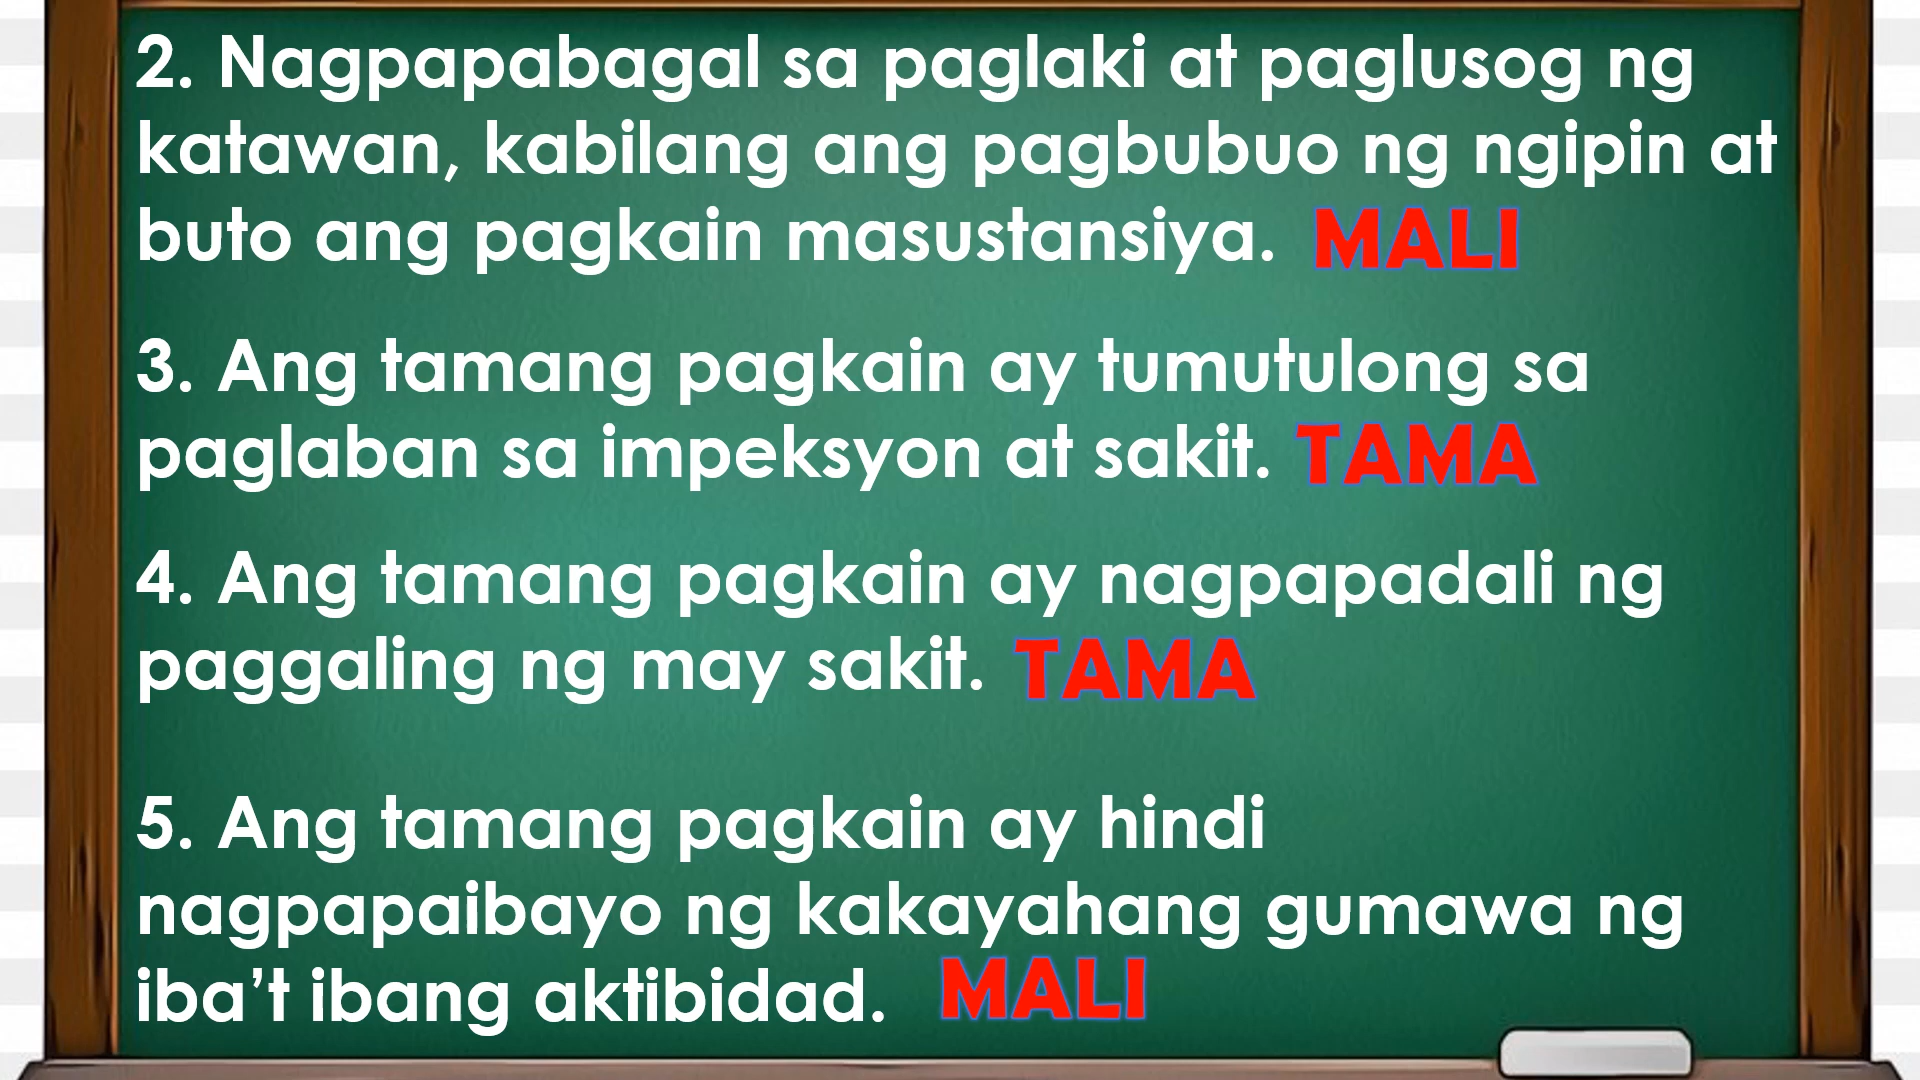 2. Nagpapabagal sa paglaki at paglusog ng
katawan, kabilang ang pagbubuo ng ngipin at
buto ang pagkain masustansiya. MALI
3. Ang tamang pagkain ay tumutulong sa
paglaban sa impeksyon at sakit. TAMA
4. Ang tamang pagkain ay nagpapadali ng
paggaling ng may sakit. TAMA
5. Ang tamang pagkain ay hindi
nagpapaibayo ng kakayahang gumawa ng
iba’t ibang aktibidad. MALI